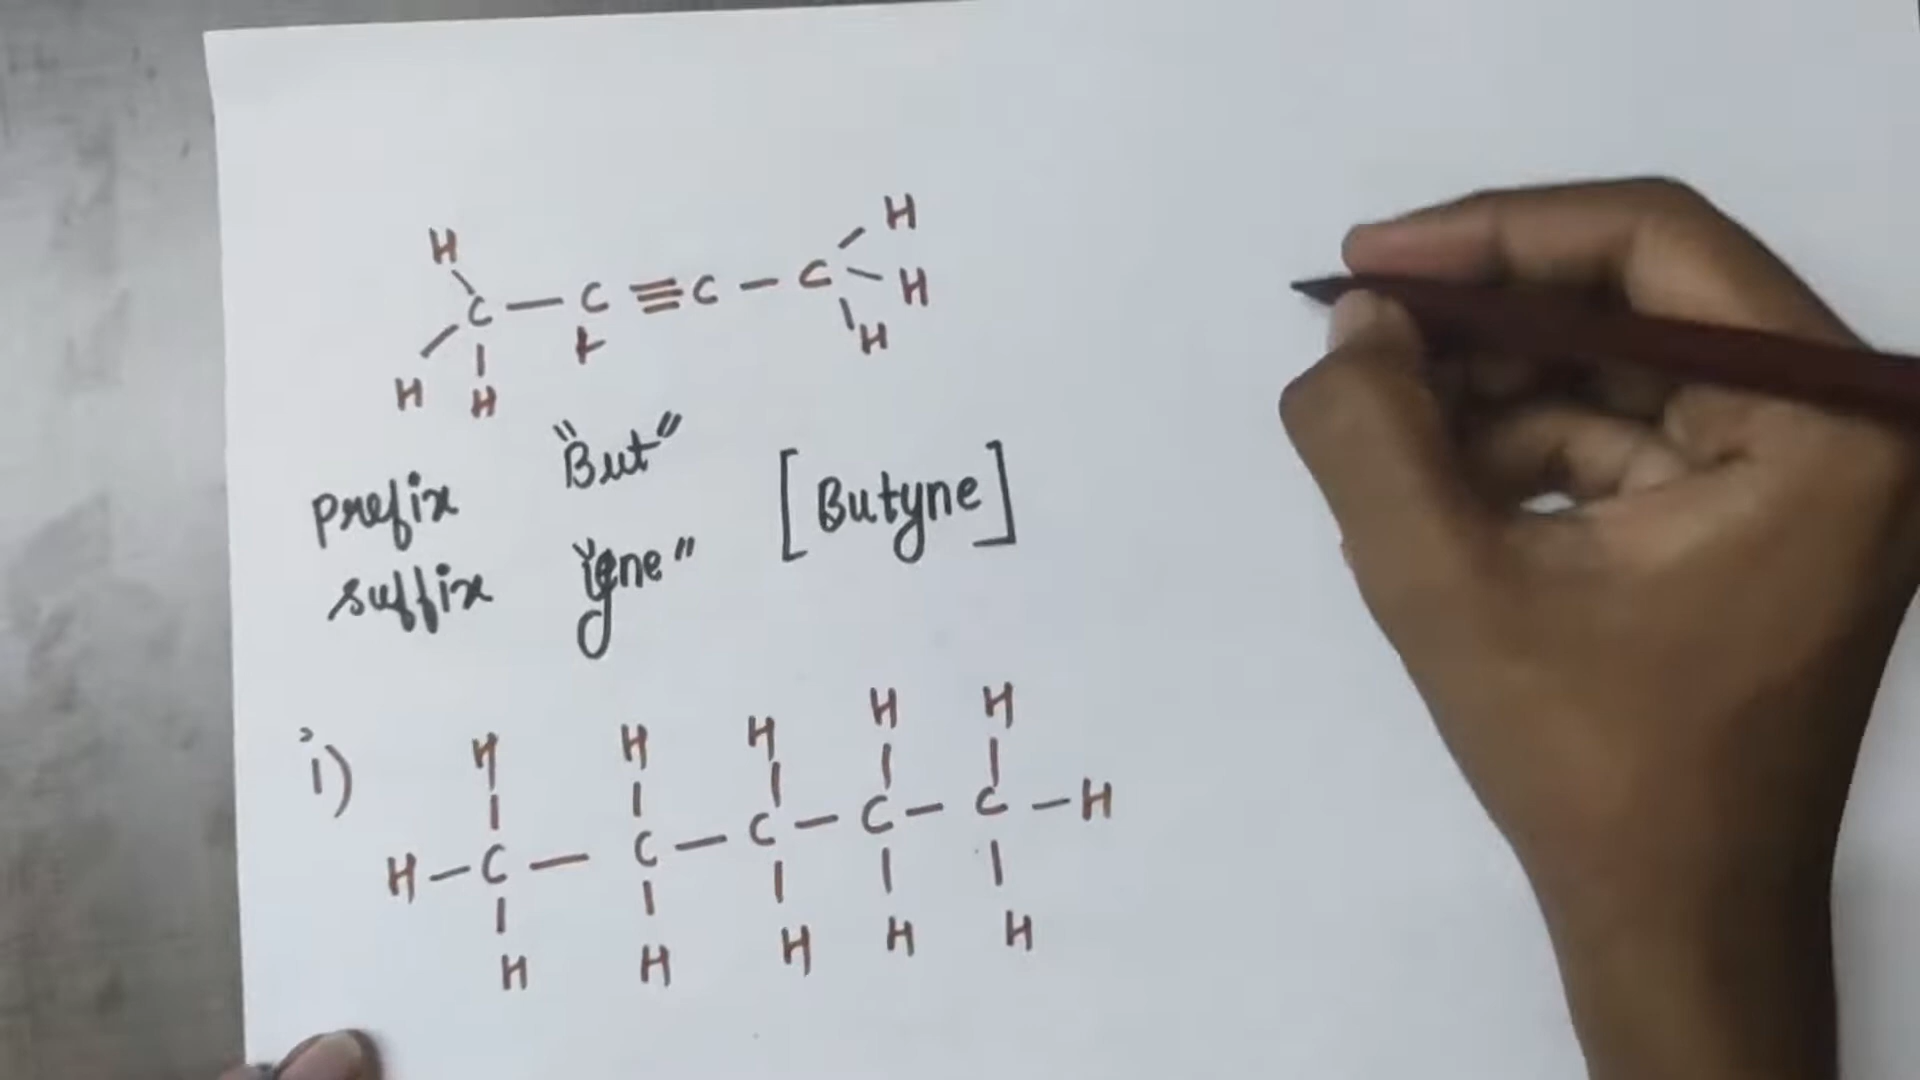 H H
H C — C ≡ C — C H
H H H
prefix "But" [Butyne]
suffix "yne"
i) H H H H H
H — C — C — C — C — C — H
H H H H H